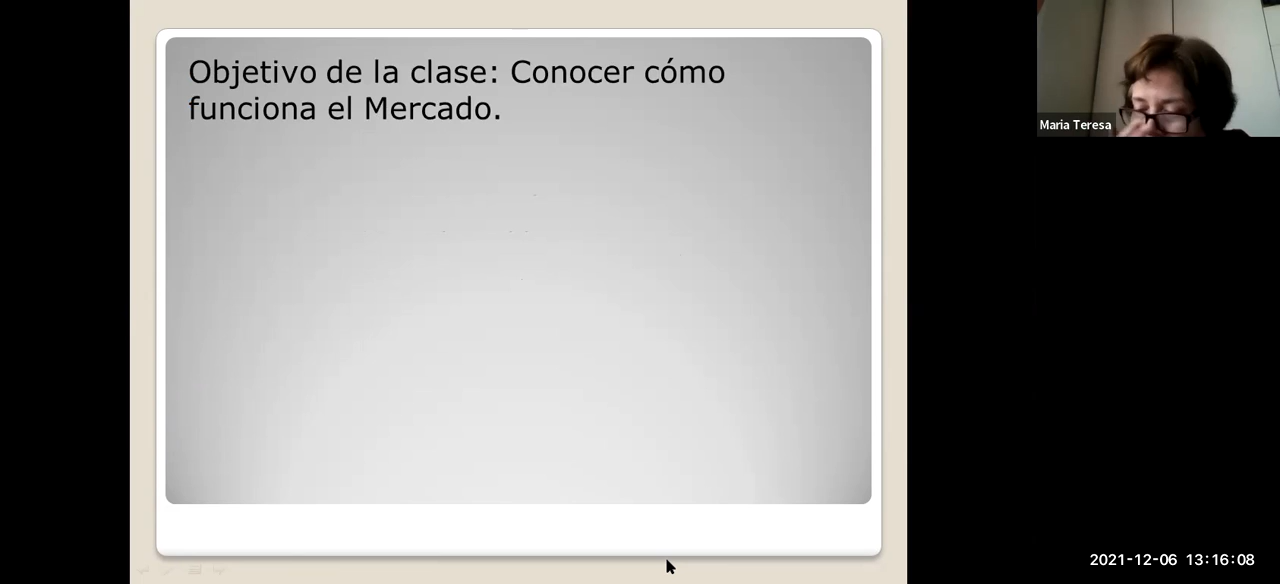 Objetivo de la clase: Conocer cómo
funciona el Mercado.
Maria Teresa
2021-12-06 13:16:08